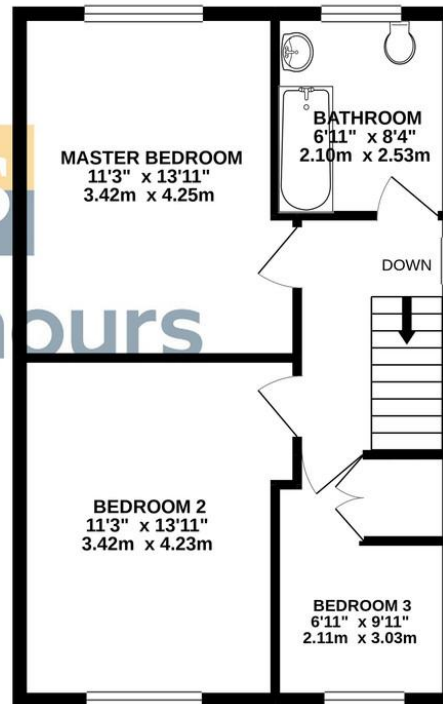 BATHROOM
6'11" x 8'4"
2.10m x 2.53m
MASTER BEDROOM
11'3" x 13'11"
3.42m x 4.25m
DOWN
BEDROOM 2
11'3" x 13'11"
3.42m x 4.23m
BEDROOM 3
6'11" x 9'11"
2.11m x 3.03m